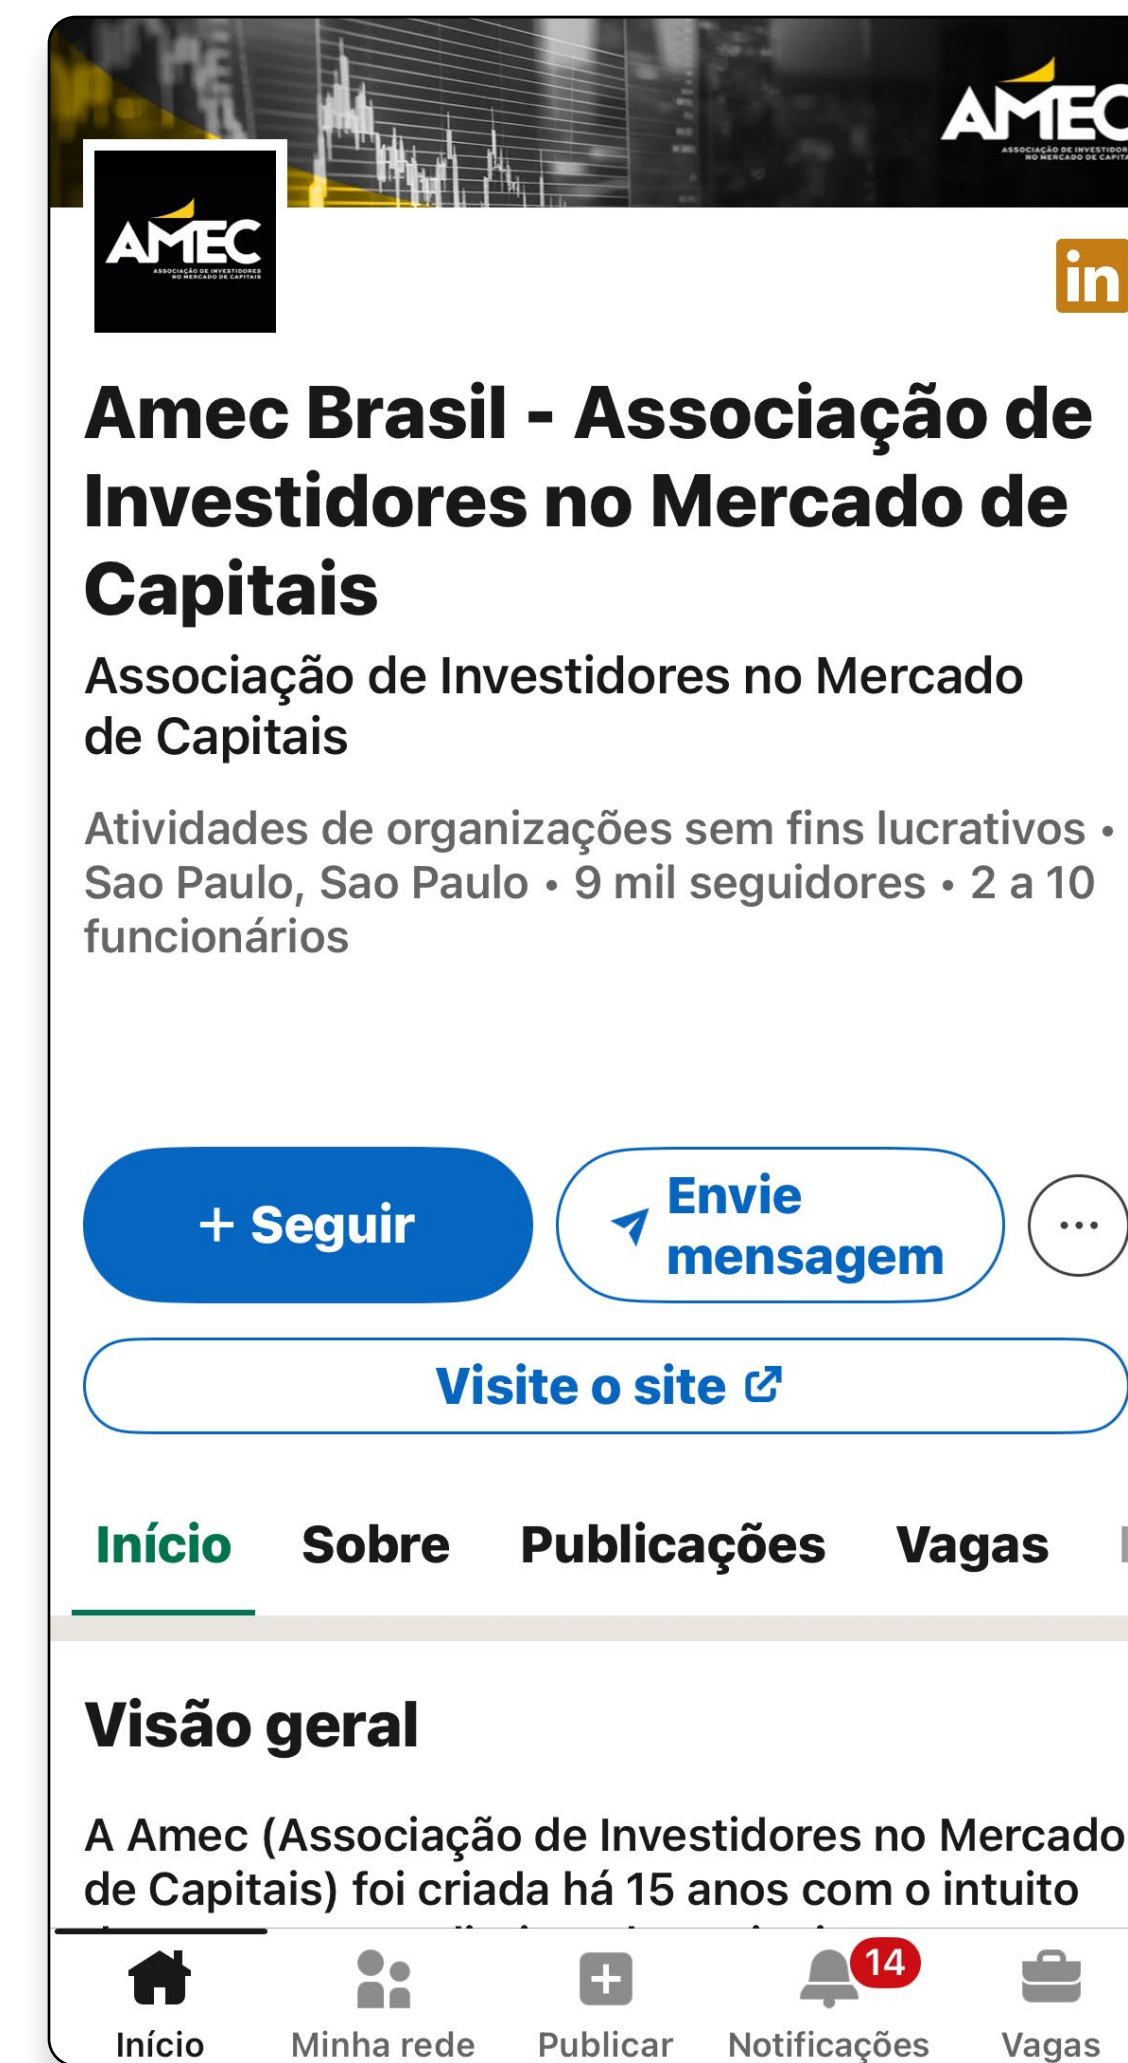 AMEC
ASSOCIAÇÃO DE INVESTIDOR
NO MERCADO DE CAPITA
AMEC
ASSOCIAÇÃO DE INVESTIDORES
NO MERCADO DE CAPITAIS
in
Amec Brasil - Associação de
Investidores no Mercado de
Capitais
Associação de Investidores no Mercado
de Capitais
Atividades de organizações sem fins lucrativos •
Sao Paulo, Sao Paulo • 9 mil seguidores • 2 a 10
funcionários
+ Seguir
Envie
mensagem
Visite o site
Início Sobre Publicações Vagas
Visão geral
A Amec (Associação de Investidores no Mercado
de Capitais) foi criada há 15 anos com o intuito
14
Início Minha rede Publicar Notificações Vagas